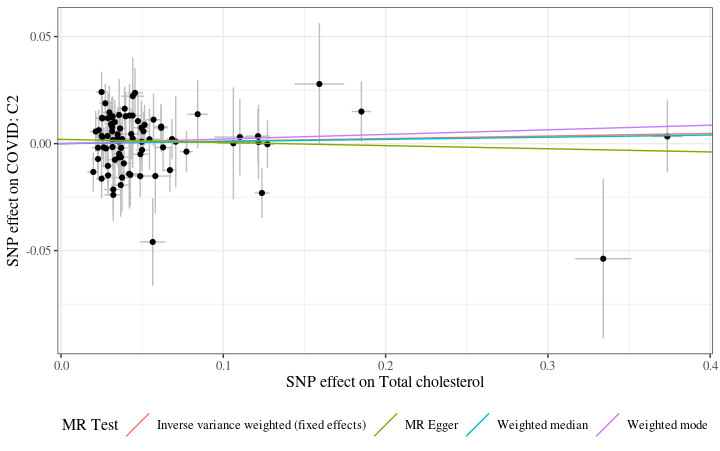 0.05
0.00
-0.05
SNP effect on COVID: C2
0.0
0.1
0.2
0.3
0.4
SNP effect on Total cholesterol
MR Test
Inverse variance weighted (fixed effects)
MR Egger
Weighted median
Weighted mode